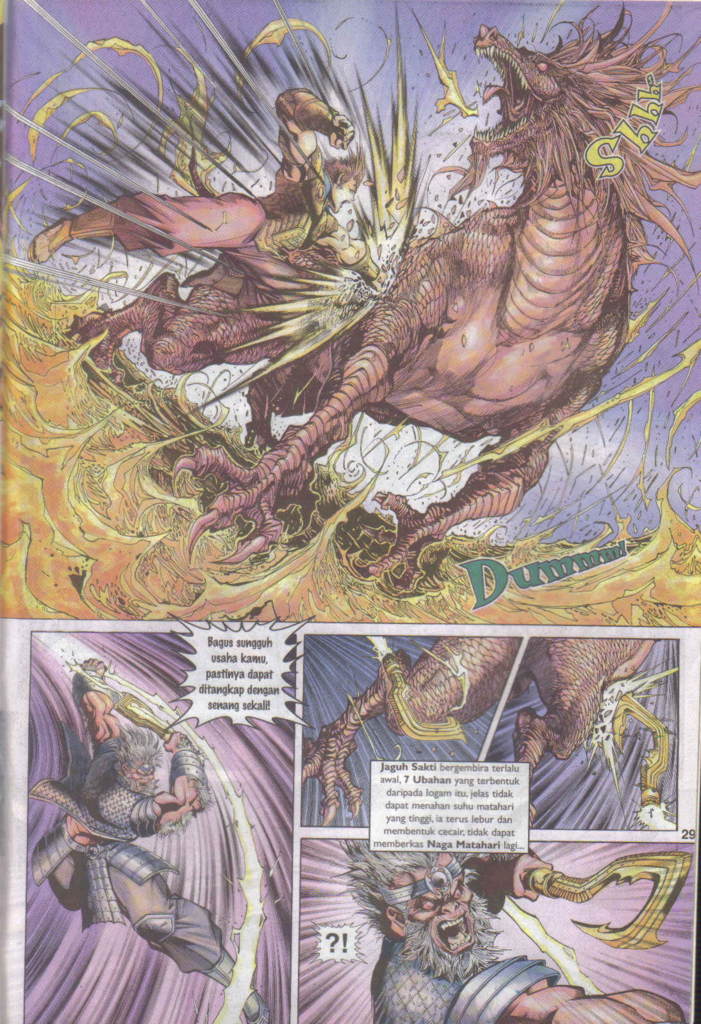 Shhh-
Dummm!
Bagus sungguh
usaha kamu,
pastinya dapat
ditangkap dengan
senang sekali!
Jaguh Sakti bergembira terlalu
awal, 7 Ubahan yang terbentuk
daripada logam itu, jelas tidak
dapat menahan suhu matahari
yang tinggi, ia terus lebur dan
membentuk cecair, tidak dapat
memberkas Naga Matahari lagi...
29
?!